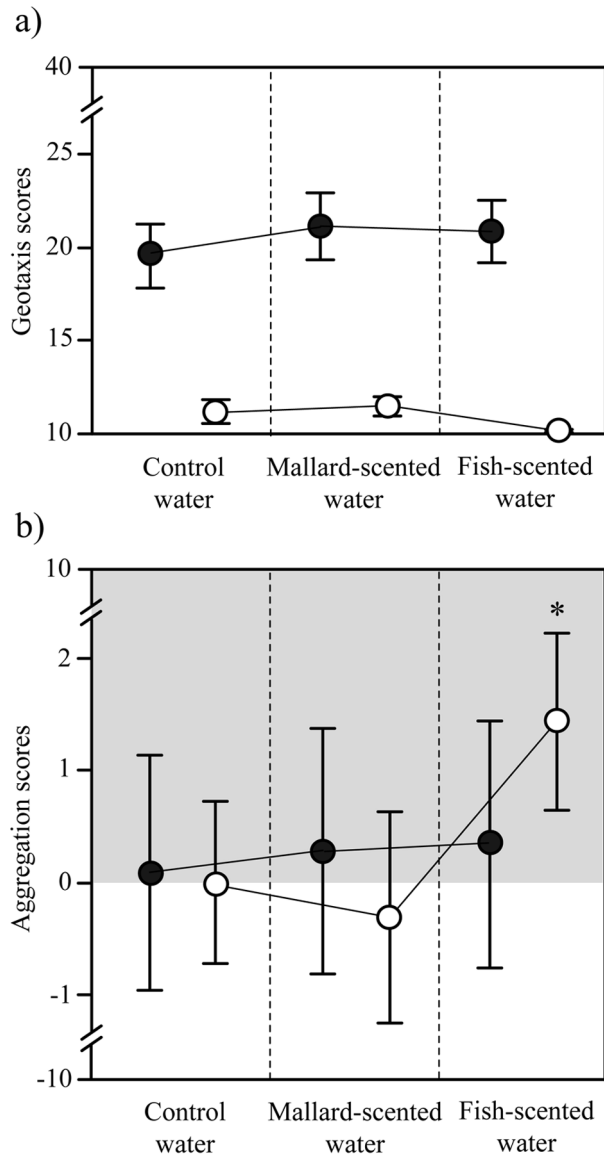 a)
40
25
20
15
10
Geotaxis scores
Control
water
Mallard-scented
water
Fish-scented
water
b)
10
2
1
0
-1
-10
Aggregation scores
*
Control
water
Mallard-scented
water
Fish-scented
water